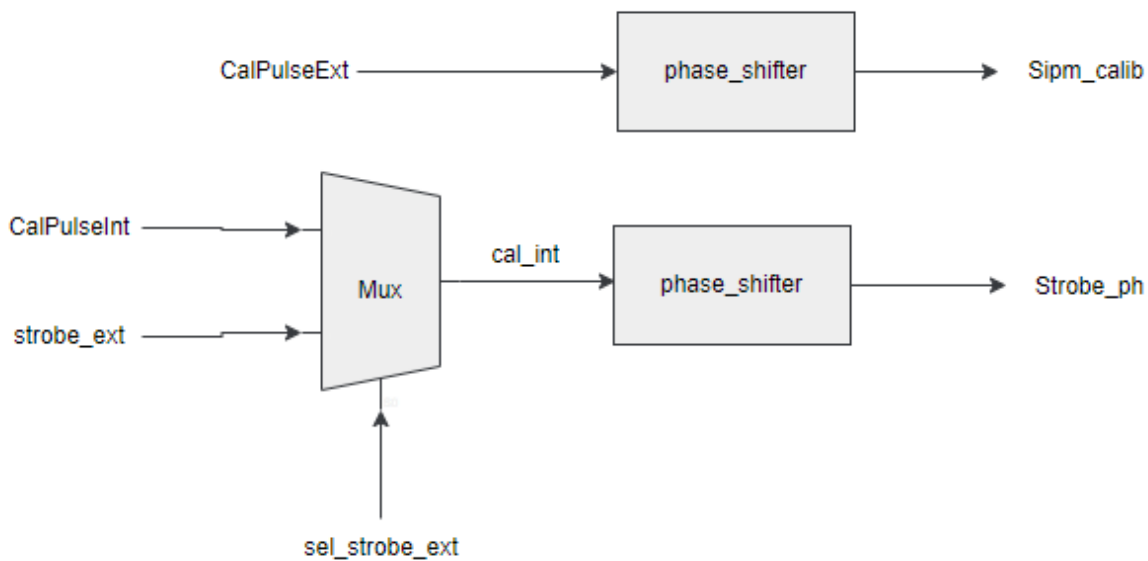 CalPulseExt
phase_shifter
Sipm_calib
CalPulseInt
cal_int
Mux
phase_shifter
Strobe_ph
strobe_ext
sel_strobe_ext